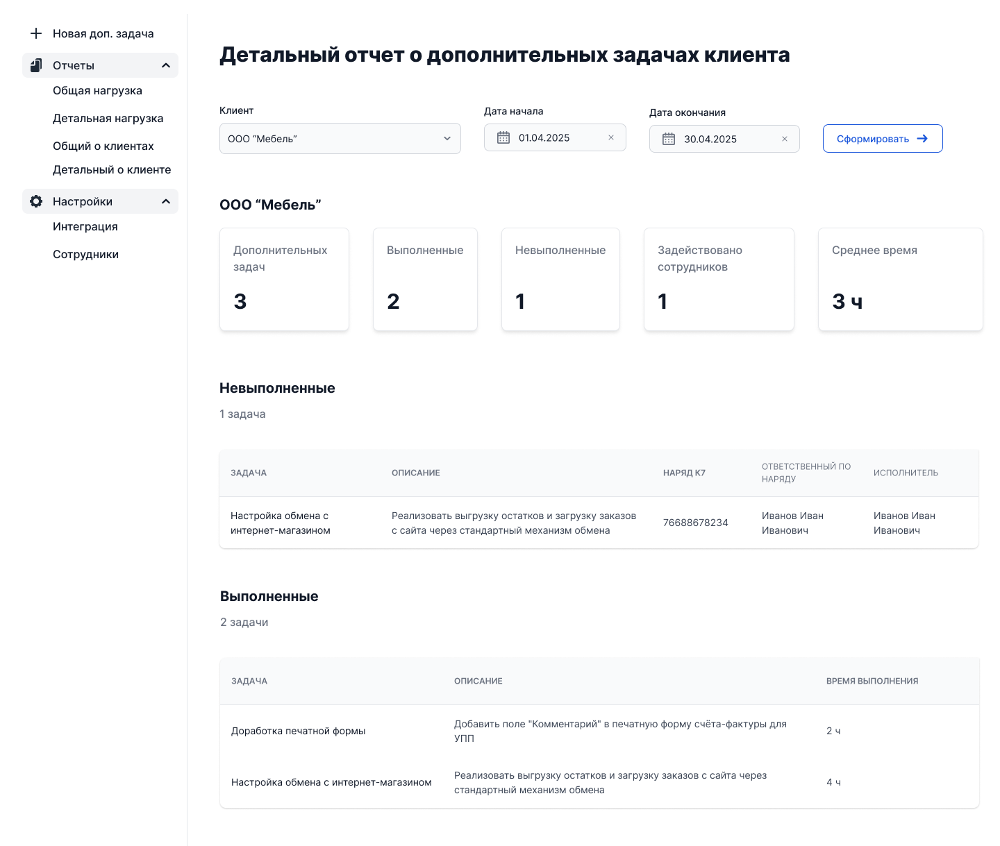 Новая доп. задача
Отчеты
Общая нагрузка
Детальная нагрузка
Общий о клиентах
Детальный о клиенте
Настройки
Интеграция
Сотрудники
Детальный отчет о дополнительных задачах клиента
Клиент
ООО “Мебель”
Дата начала
01.04.2025
Дата окончания
30.04.2025
Сформировать
ООО “Мебель”
Дополнительных
задач
3
Выполненные
2
Невыполненные
1
Задействовано
сотрудников
1
Среднее время
3 ч
Невыполненные
1 задача
ЗАДАЧА
ОПИСАНИЕ
НАРЯД К7
ОТВЕТСТВЕННЫЙ ПО
НАРЯДУ
ИСПОЛНИТЕЛЬ
Настройка обмена с
интернет-магазином
Реализовать выгрузку остатков и загрузку заказов
с сайта через стандартный механизм обмена
76688678234
Иванов Иван
Иванович
Иванов Иван
Иванович
Выполненные
2 задачи
ЗАДАЧА
ОПИСАНИЕ
ВРЕМЯ ВЫПОЛНЕНИЯ
Доработка печатной формы
Добавить поле "Комментарий" в печатную форму счёта-фактуры для
УПП
2 ч
Настройка обмена с интернет-магазином
Реализовать выгрузку остатков и загрузку заказов с сайта через
стандартный механизм обмена
4 ч